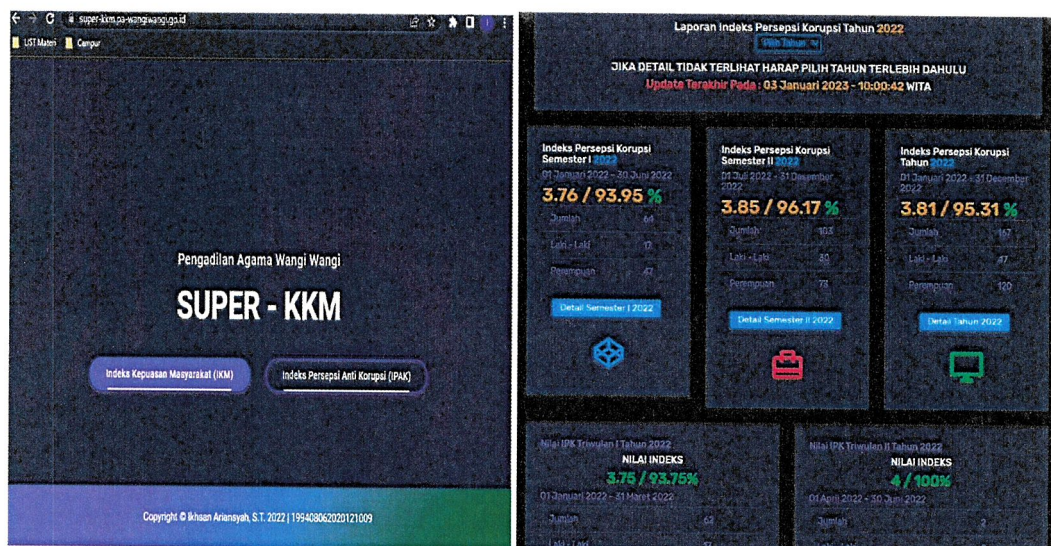 super-kkm.pa-wangiwangi.go.id
LIST Materi
Campur
Pengadilan Agama Wangi Wangi
SUPER - KKM
Indeks Kepuasan Masyarakat (IKM)
Indeks Persepsi Anti Korupsi (IPAK)
Copyright © Ikhsan Ariansyah, S.T. 2022 | 199408062020121009
Laporan Indeks Persepsi Korupsi Tahun 2022
Pilih Tahun
JIKA DETAIL TIDAK TERLIHAT HARAP PILIH TAHUN TERLEBIH DAHULU
Update Terakhir Pada : 03 Januari 2023 - 10:00:42 WITA
Indeks Persepsi Korupsi
Semester I 2022
01 Januari 2022 - 30 Juni 2022
3.76 / 93.95 %
Jumlah 64
Laki - Laki 17
Perempuan 47
Detail Semester I 2022
Indeks Persepsi Korupsi
Semester II 2022
01 Juli 2022 - 31 Desember
2022
3.85 / 96.17 %
Jumlah 103
Laki - Laki 30
Perempuan 73
Detail Semester II 2022
Indeks Persepsi Korupsi
Tahun 2022
01 Januari 2022 - 31 Desember
2022
3.81 / 95.31 %
Jumlah 167
Laki - Laki 47
Perempuan 120
Detail Tahun 2022
Nilai IPK Triwulan I Tahun 2022
NILAI INDEKS
3.75 / 93.75%
01 Januari 2022 - 31 Maret 2022
Jumlah 62
Laki - Laki
Nilai IPK Triwulan II Tahun 2022
NILAI INDEKS
4 / 100%
01 April 2022 - 30 Juni 2022
Jumlah 2